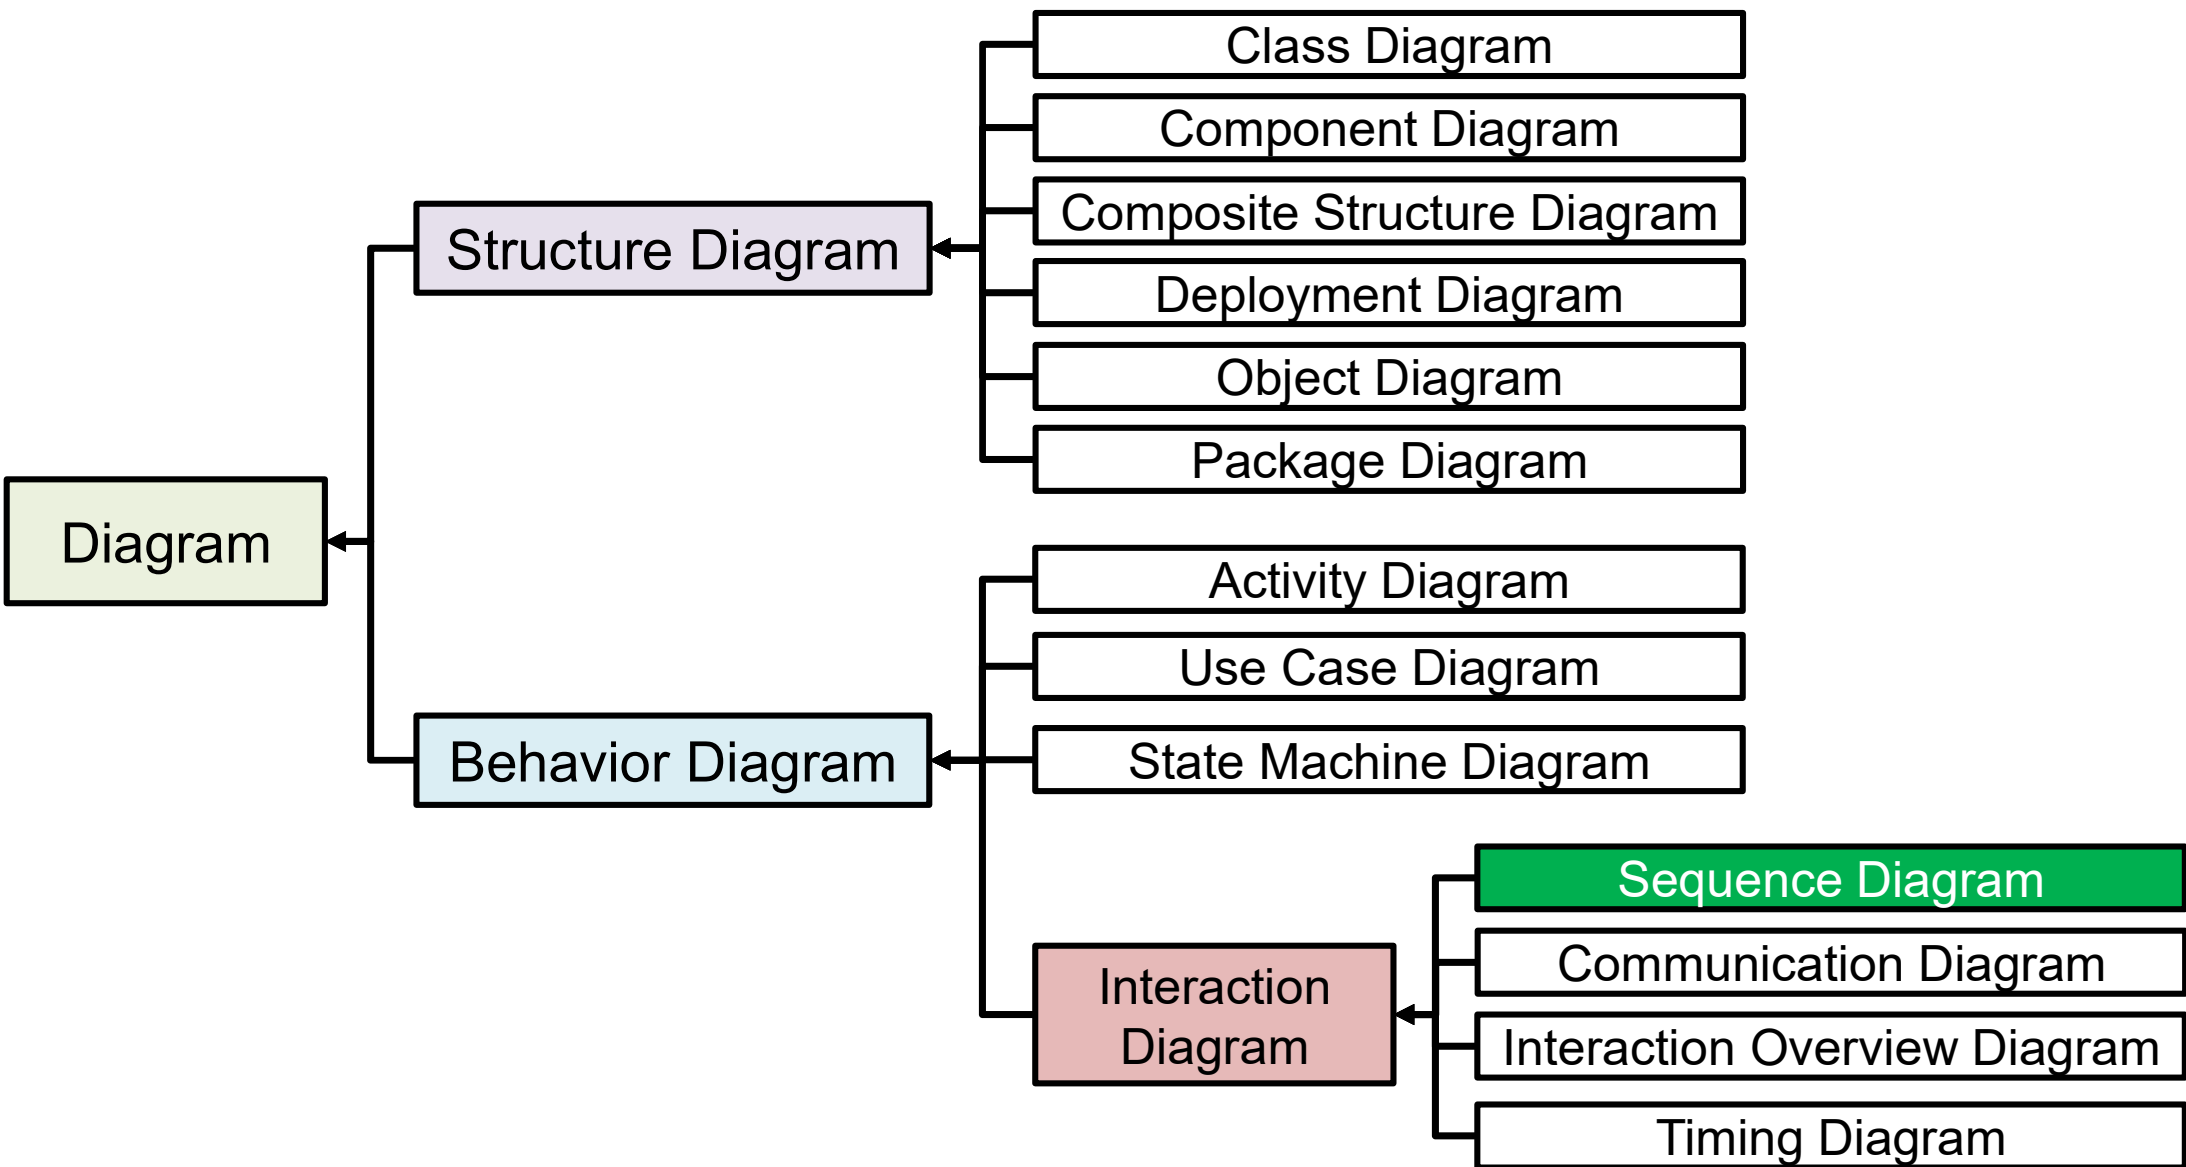 Class Diagram
Component Diagram
Composite Structure Diagram
Structure Diagram
Deployment Diagram
Object Diagram
Package Diagram
Diagram
Activity Diagram
Use Case Diagram
Behavior Diagram
State Machine Diagram
Sequence Diagram
Communication Diagram
Interaction
Diagram
Interaction Overview Diagram
Timing Diagram